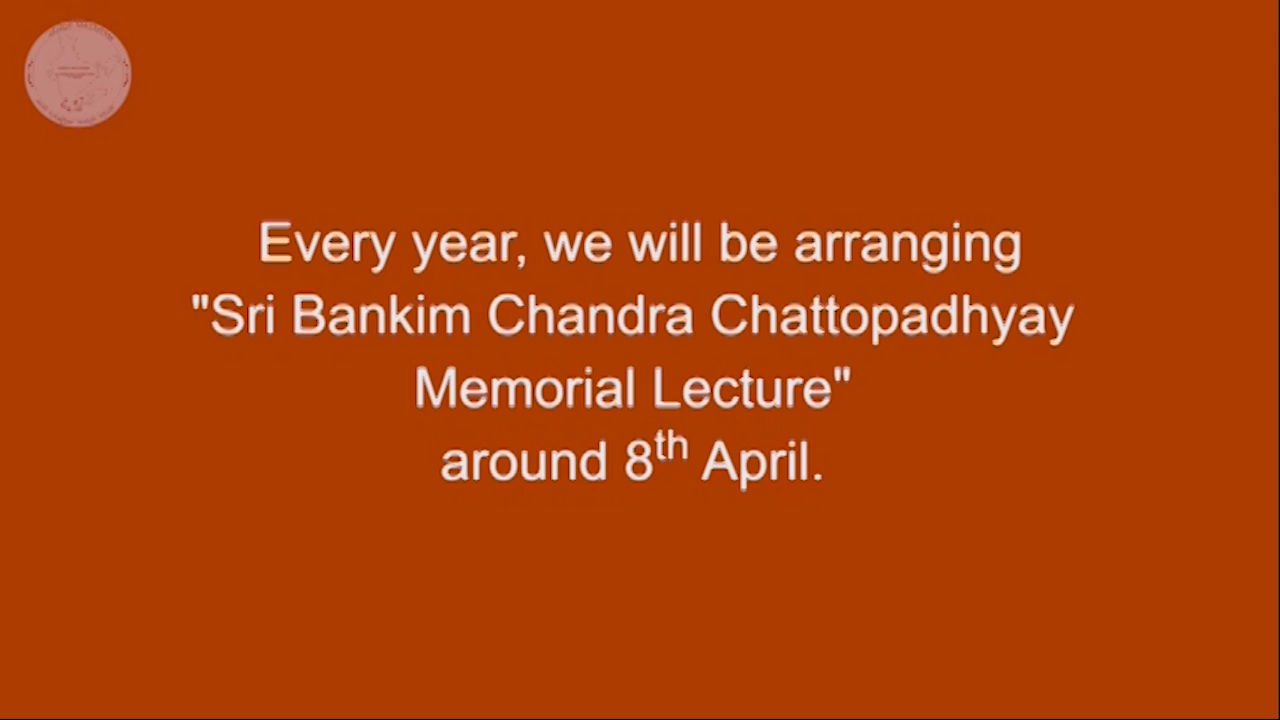 Every year, we will be arranging
"Sri Bankim Chandra Chattopadhyay
Memorial Lecture"
around 8th April.